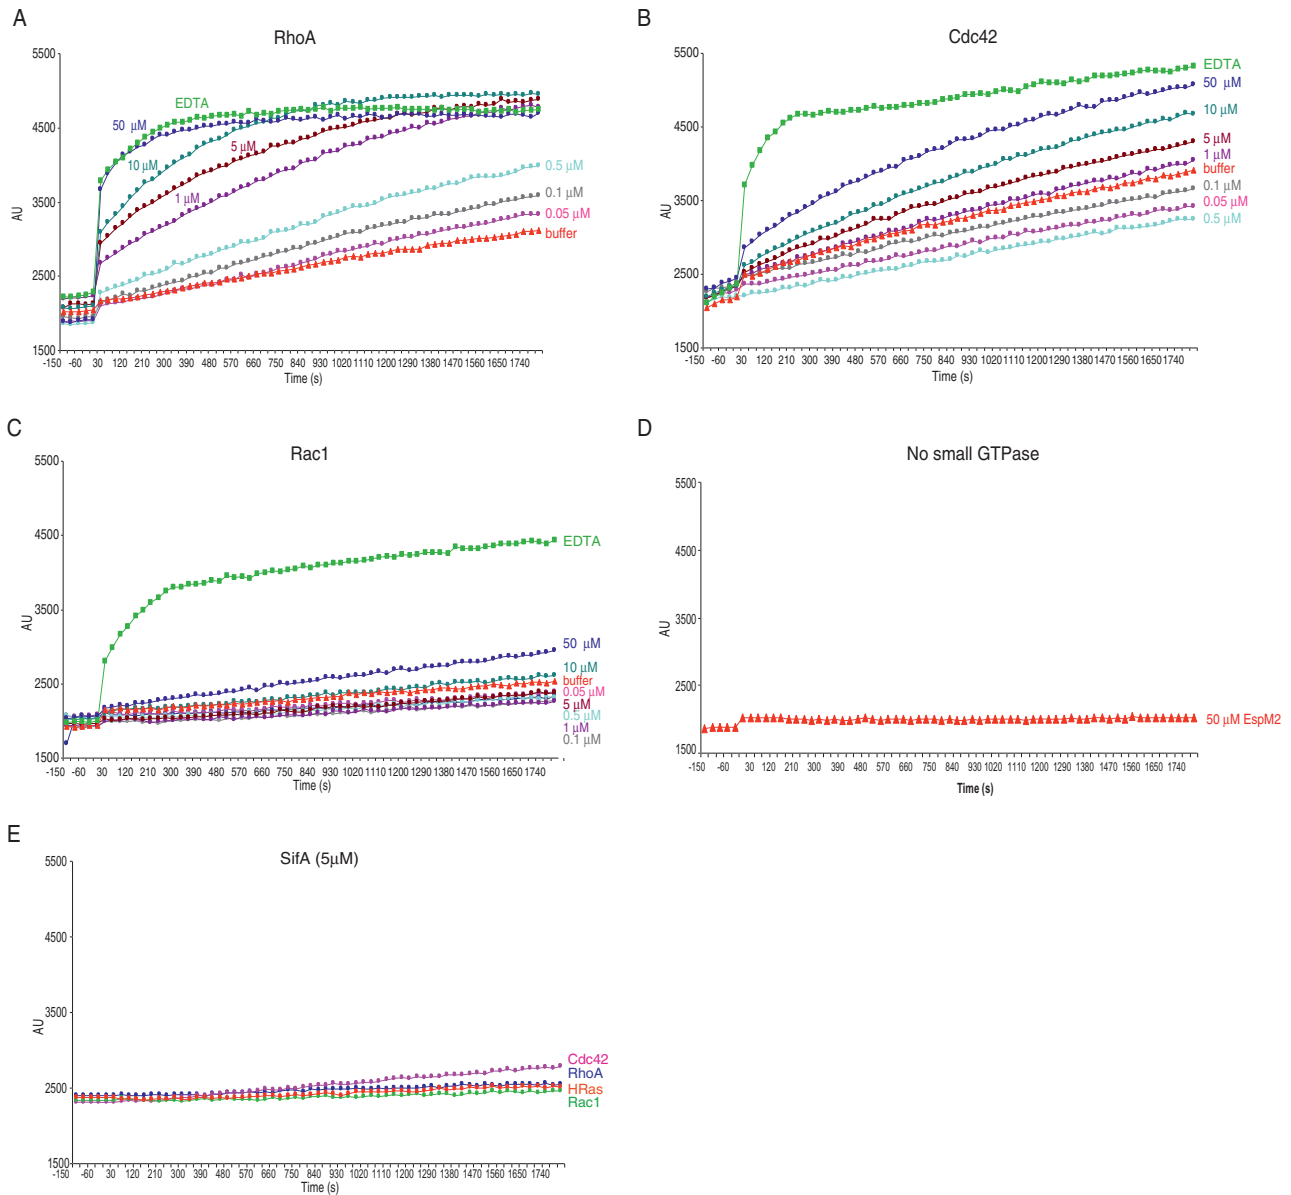 A
RhoA
5500
4500
3500
2500
1500
AU
EDTA
50 μM
10 μM
5 μM
1 μM
0.5 μM
0.1 μM
0.05 μM
buffer
-150 -60 30 120 210 300 390 480 570 660 750 840 930 1020 1110 1200 1290 1380 1470 1560 1650 1740
Time (s)
B
Cdc42
5500
4500
3500
2500
1500
AU
EDTA
50 μM
10 μM
5 μM
1 μM
buffer
0.1 μM
0.05 μM
0.5 μM
-150 -60 30 120 210 300 390 480 570 660 750 840 930 1020 1110 1200 1290 1380 1470 1560 1650 1740
Time (s)
C
Rac1
5500
4500
3500
2500
1500
AU
EDTA
50 μM
10 μM
buffer
0.05 μM
5 μM
0.5 μM
1 μM
0.1 μM
-150 -60 30 120 210 300 390 480 570 660 750 840 930 1020 1110 1200 1290 1380 1470 1560 1650 1740
Time (s)
D
No small GTPase
5500
4500
3500
2500
1500
AU
50 μM EspM2
-150 -60 30 120 210 300 390 480 570 660 750 840 930 1020 1110 1200 1290 1380 1470 1560 1650 1740
Time (s)
E
SifA (5μM)
5500
4500
3500
2500
1500
AU
Cdc42
RhoA
HRas
Rac1
-150 -60 30 120 210 300 390 480 570 660 750 840 930 1020 1110 1200 1290 1380 1470 1560 1650 1740
Time (s)